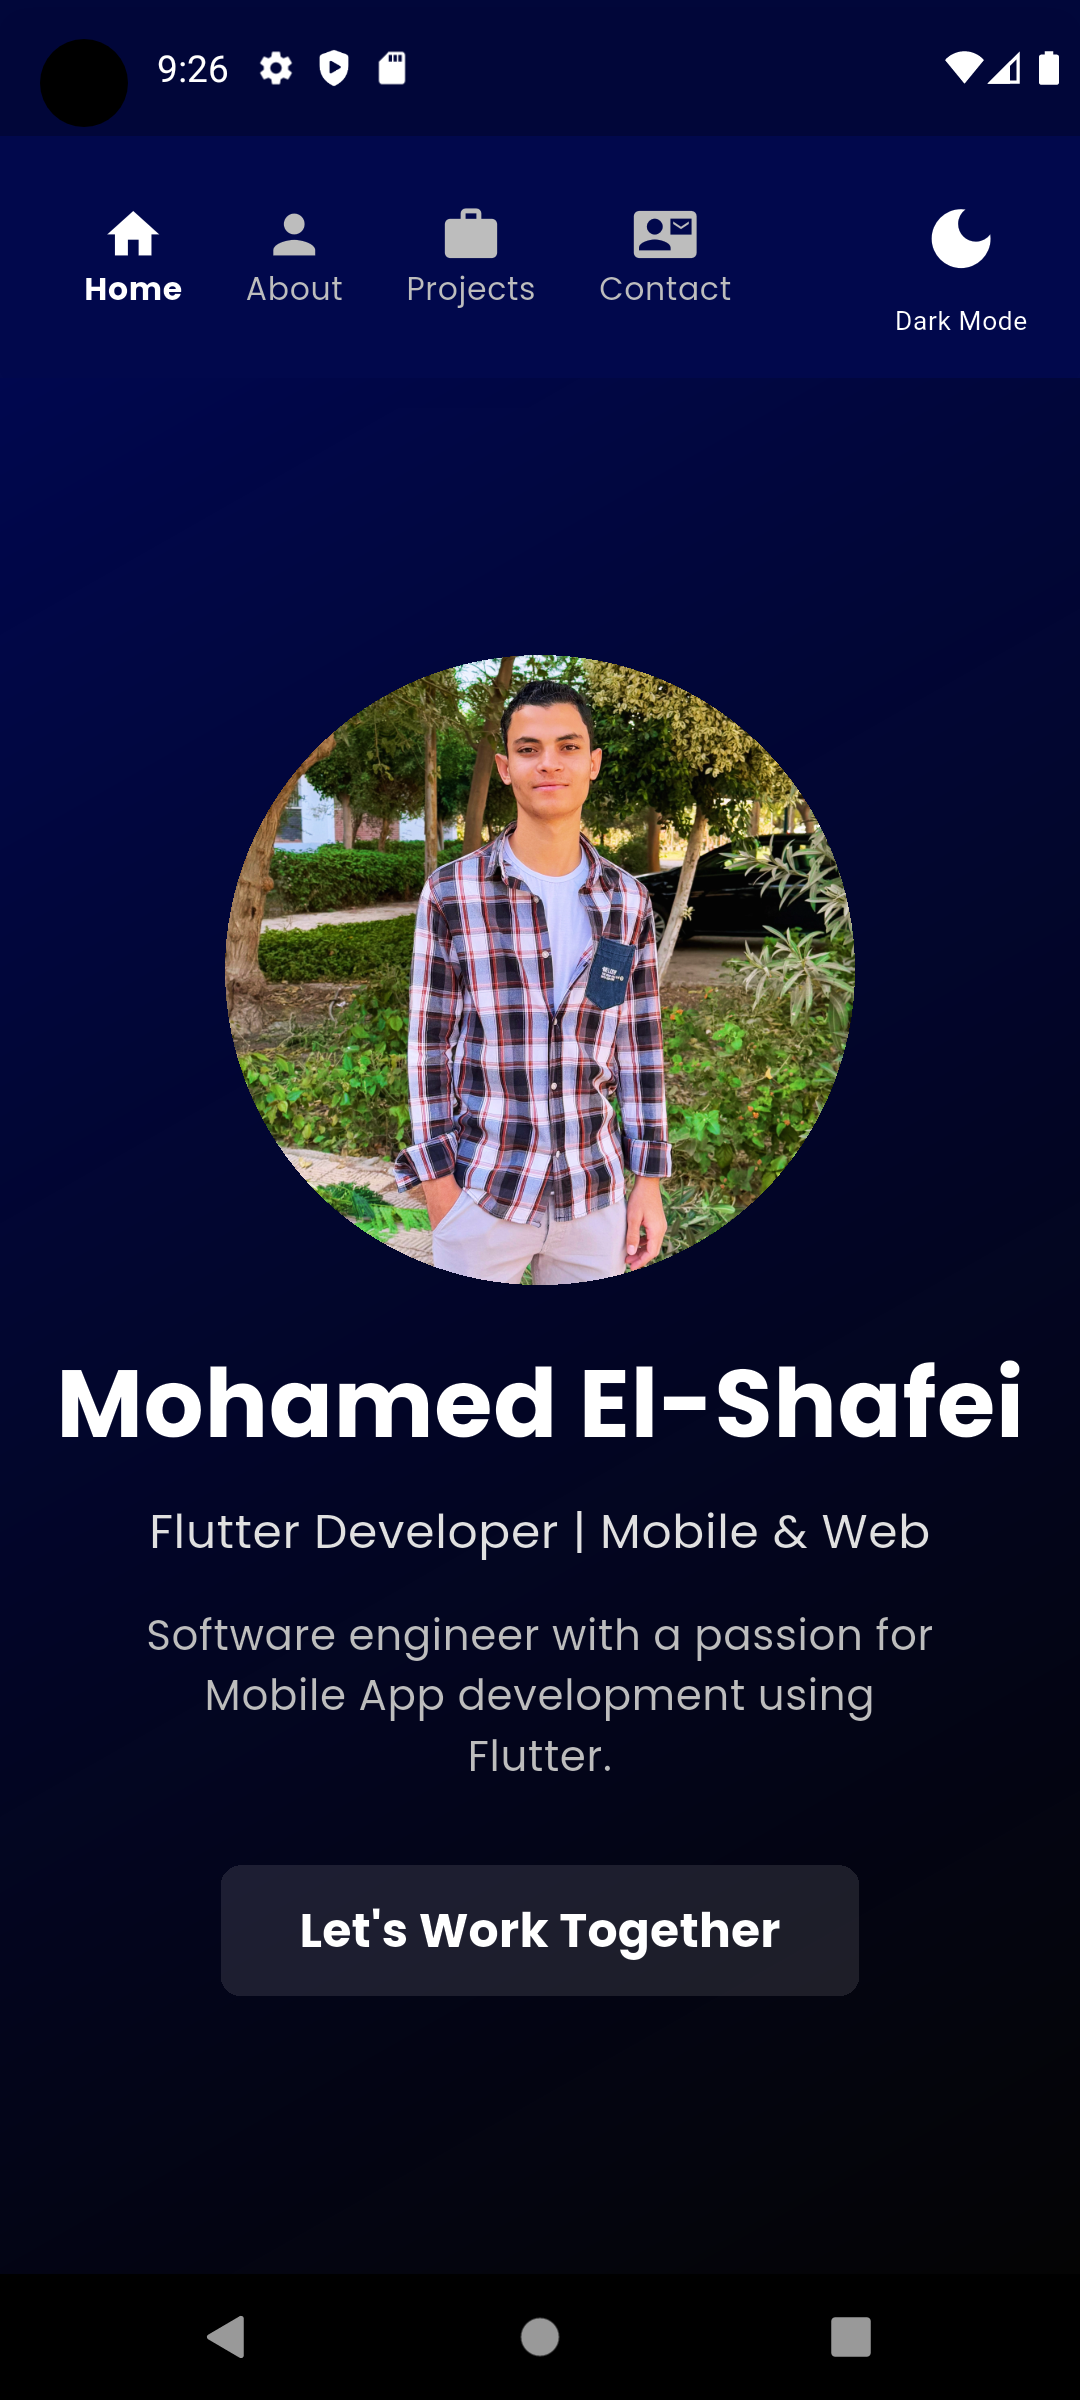 9:26
Home
About
Projects
Contact
Dark Mode
Mohamed El-Shafei
Flutter Developer | Mobile & Web
Software engineer with a passion for
Mobile App development using
Flutter.
Let's Work Together